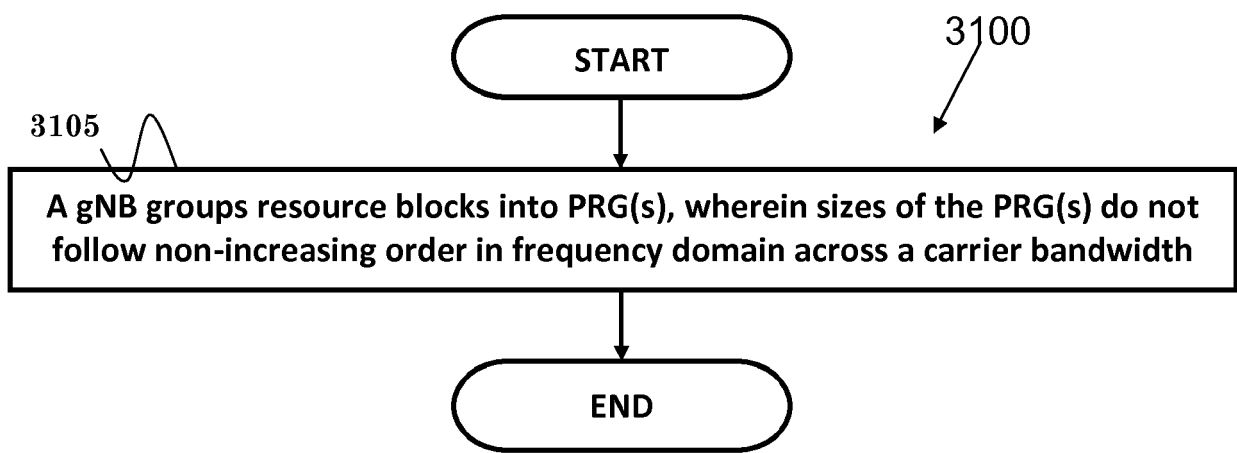 START
3100
3105
A gNB groups resource blocks into PRG(s), wherein sizes of the PRG(s) do not
follow non-increasing order in frequency domain across a carrier bandwidth
END